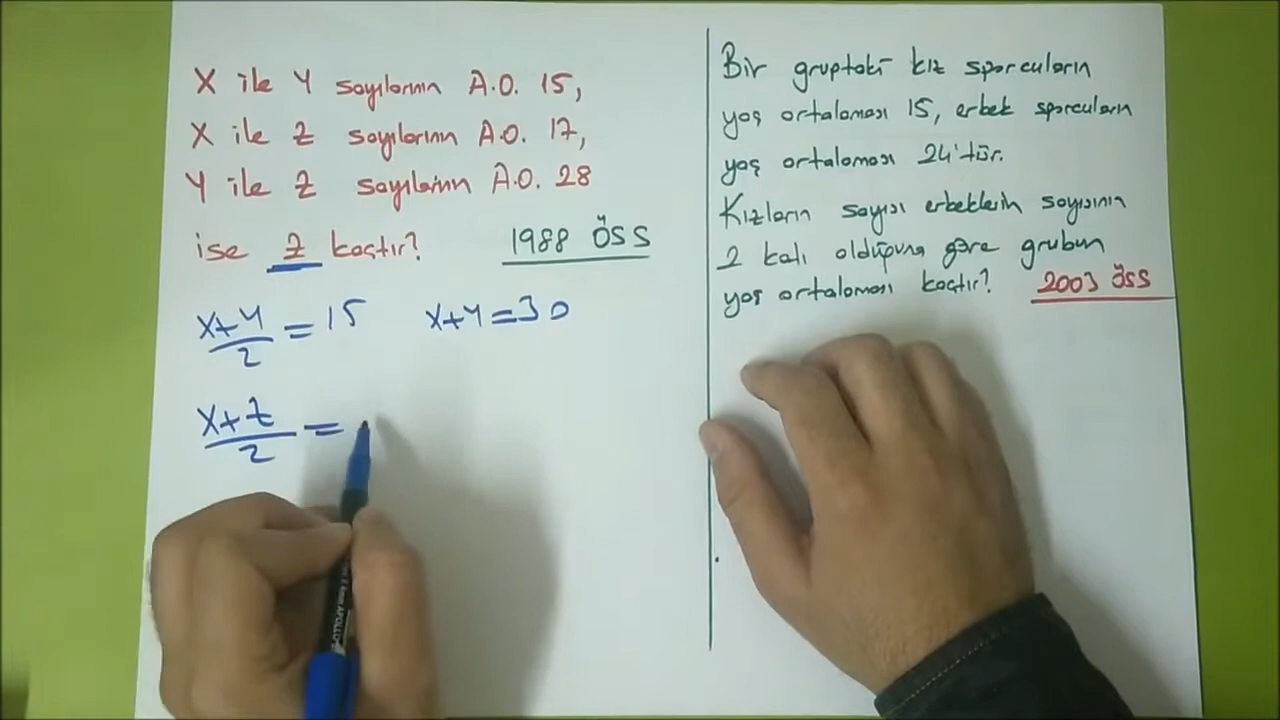 X ile Y sayılarının A.O. 15,
X ile Z sayılarının A.O. 17,
Y ile Z sayılarının A.O. 28
ise Z kaçtır? 1988 ÖSS
X+Y/2 = 15 X+Y=30
X+Z/2 =
Bir gruptaki kız sporcuların
yaş ortalaması 15, erkek sporcuların
yaş ortalaması 24'tür.
Kızların sayısı erkeklerin sayısının
2 katı olduğuna göre grubun
yaş ortalaması kaçtır? 2003 ÖSS